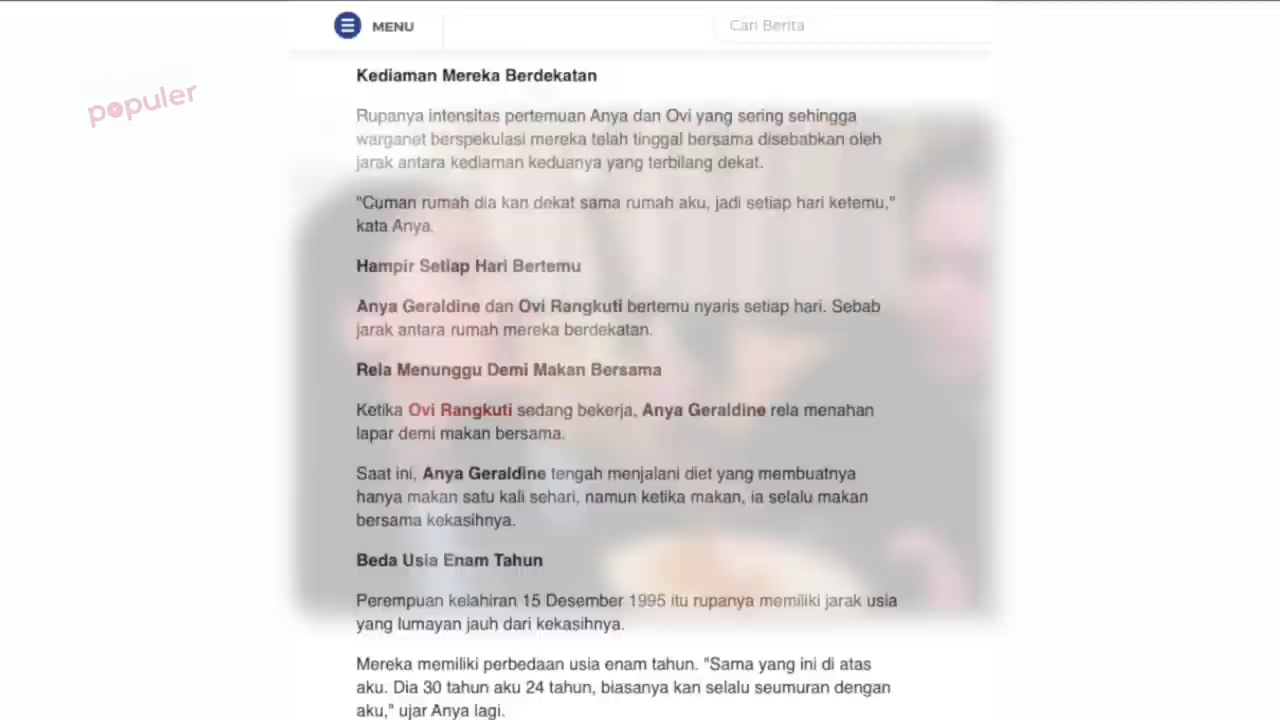 MENU
Cari Berita
populer
Kediaman Mereka Berdekatan
Rupanya intensitas pertemuan Anya dan Ovi yang sering sehingga
warganet berspekulasi mereka telah tinggal bersama disebabkan oleh
jarak antara kediaman keduanya yang terbilang dekat.
"Cuman rumah dia kan dekat sama rumah aku, jadi setiap hari ketemu,"
kata Anya.
Hampir Setiap Hari Bertemu
Anya Geraldine dan Ovi Rangkuti bertemu nyaris setiap hari. Sebab
jarak antara rumah mereka berdekatan.
Rela Menunggu Demi Makan Bersama
Ketika Ovi Rangkuti sedang bekerja, Anya Geraldine rela menahan
lapar demi makan bersama.
Saat ini, Anya Geraldine tengah menjalani diet yang membuatnya
hanya makan satu kali sehari, namun ketika makan, ia selalu makan
bersama kekasihnya.
Beda Usia Enam Tahun
Perempuan kelahiran 15 Desember 1995 itu rupanya memiliki jarak usia
yang lumayan jauh dari kekasihnya.
Mereka memiliki perbedaan usia enam tahun. "Sama yang ini di atas
aku. Dia 30 tahun aku 24 tahun, biasanya kan selalu seumuran dengan
aku," ujar Anya lagi.